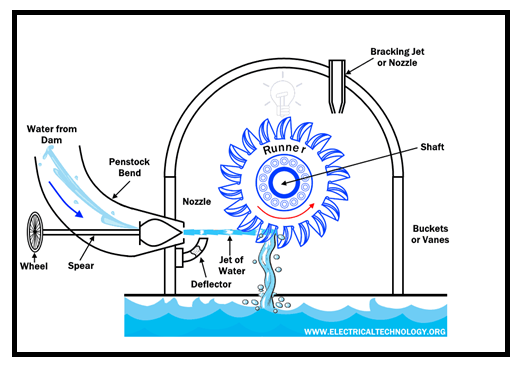 Bracking Jet
or Nozzle
Water from
Dam
Penstock
Bend
Runner
Shaft
Nozzle
Buckets
or Vanes
Wheel
Spear
Jet of
Water
Deflector
WWW.ELECTRICALTECHNOLOGY.ORG